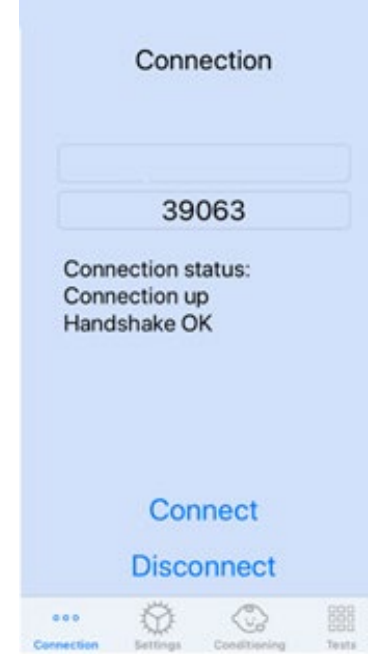 Connection
39063
Connection status:
Connection up
Handshake OK
Connect
Disconnect
Connection Settings Conditioning Tests